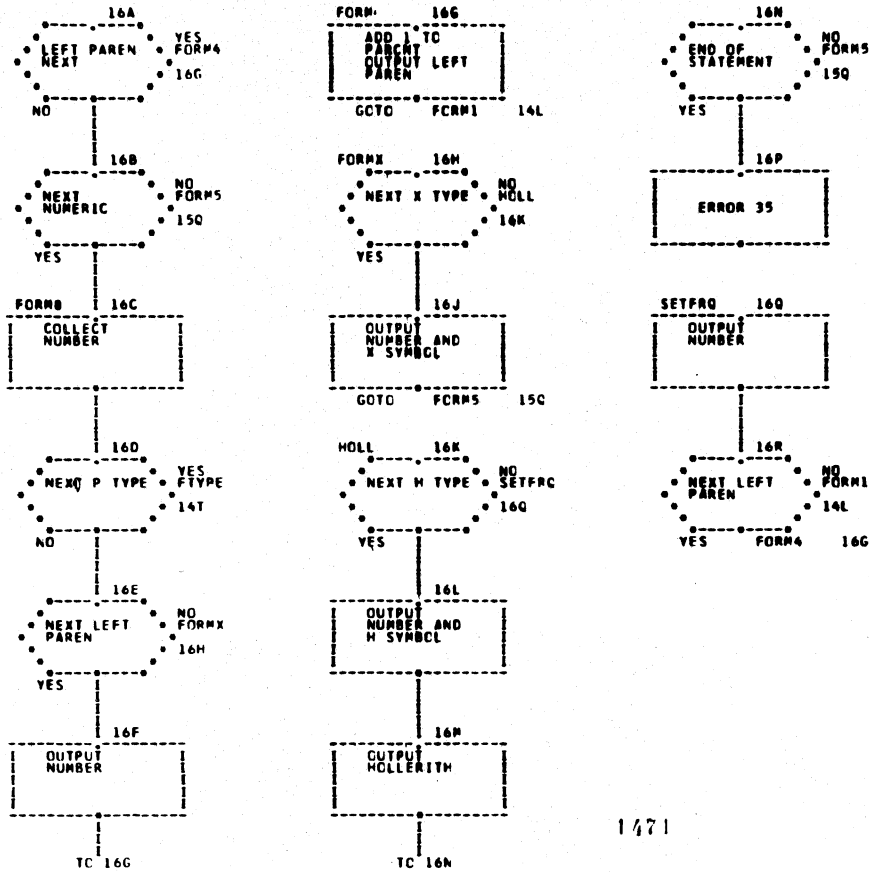 16A
YES
LEFT PAREN FORM4
NEXT
16G
NO
16B
NO
NEXT FORM5
NUMERIC
15Q
YES
FORM8 16C
COLLECT
NUMBER
16D
YES
NEXT P TYPE FTYPE
14T
NO
16E
NO
NEXT LEFT FORMX
PAREN
16H
YES
16F
OUTPUT
NUMBER
TC 16G
16G
ADD 1 TO
PARCNT
OUTPUT LEFT
PAREN
GOTO FORM1 14L
FORMX 16H
NO
NEXT X TYPE HOLL
16K
YES
16J
OUTPUT
NUMBER AND
X SYMBOL
GOTO FORM5 15Q
HOLL 16K
NO
NEXT H TYPE SETFRQ
16Q
YES
16L
OUTPUT
NUMBER AND
H SYMBOL
16M
OUTPUT
HOLLERITH
TC 16N
16N
NO
END OF FORM5
STATEMENT
15Q
YES
16P
ERROR 35
SETFRQ 16Q
OUTPUT
NUMBER
16R
NO
NEXT LEFT FORM1
PAREN
14L
YES FORM4 16G
1471